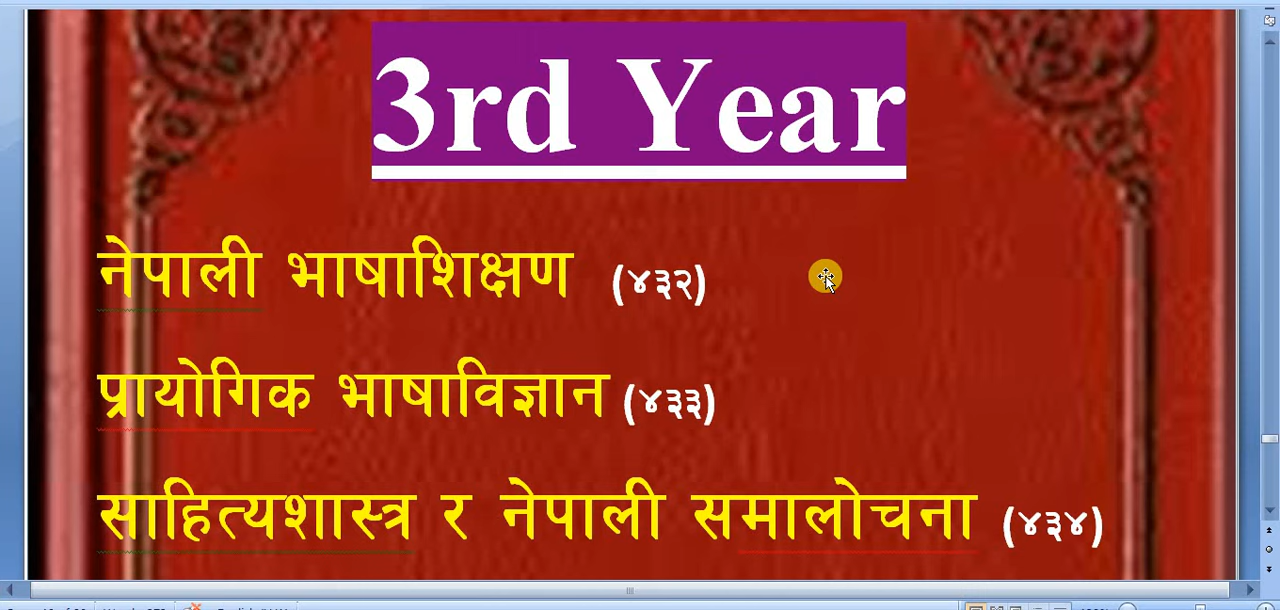 3rd Year
नेपाली भाषाशिक्षण (४३२)
प्रायोगिक भाषाविज्ञान (४३३)
साहित्यशास्त्र र नेपाली समालोचना (४३४)